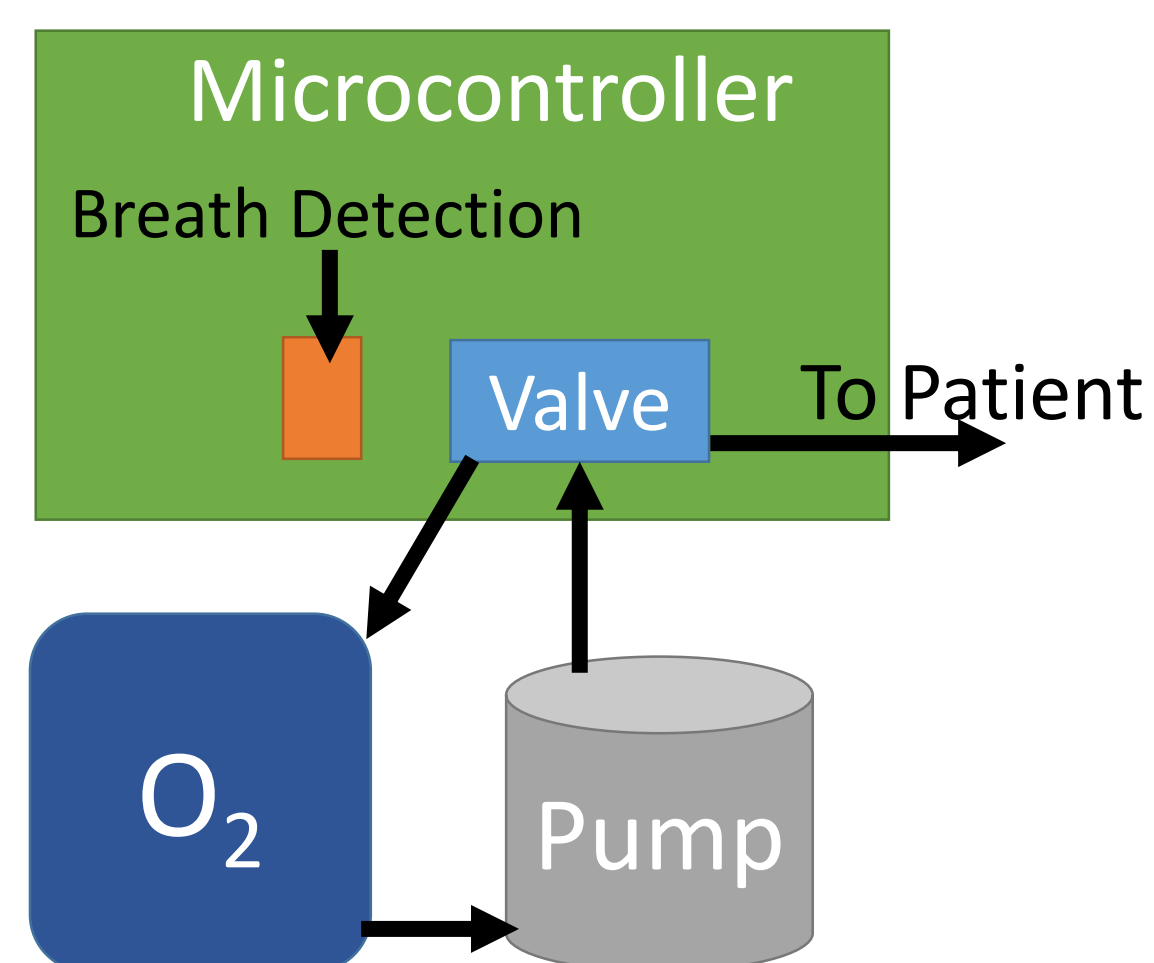 Microcontroller
Breath Detection
Valve
To Patient
O₂
Pump